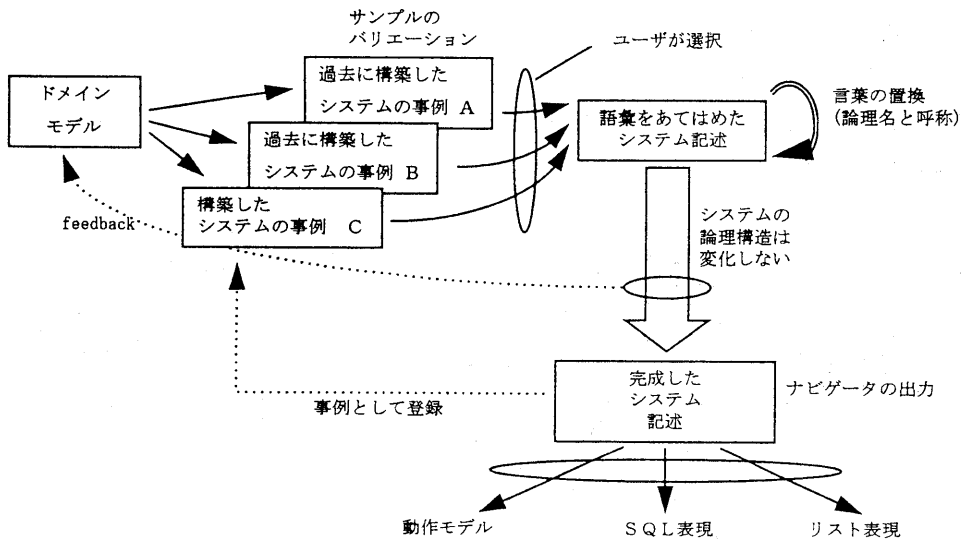 サンプルの
バリエーション
ユーザが選択
ドメイン
モデル
過去に構築した
システムの事例 A
過去に構築した
システムの事例 B
構築した
システムの事例 C
語彙をあてはめた
システム記述
言葉の置換
(論理名と呼称)
feedback
システムの
論理構造は
変化しない
完成した
システム
記述
ナビゲータの出力
事例として登録
動作モデル
SQL表現
リスト表現